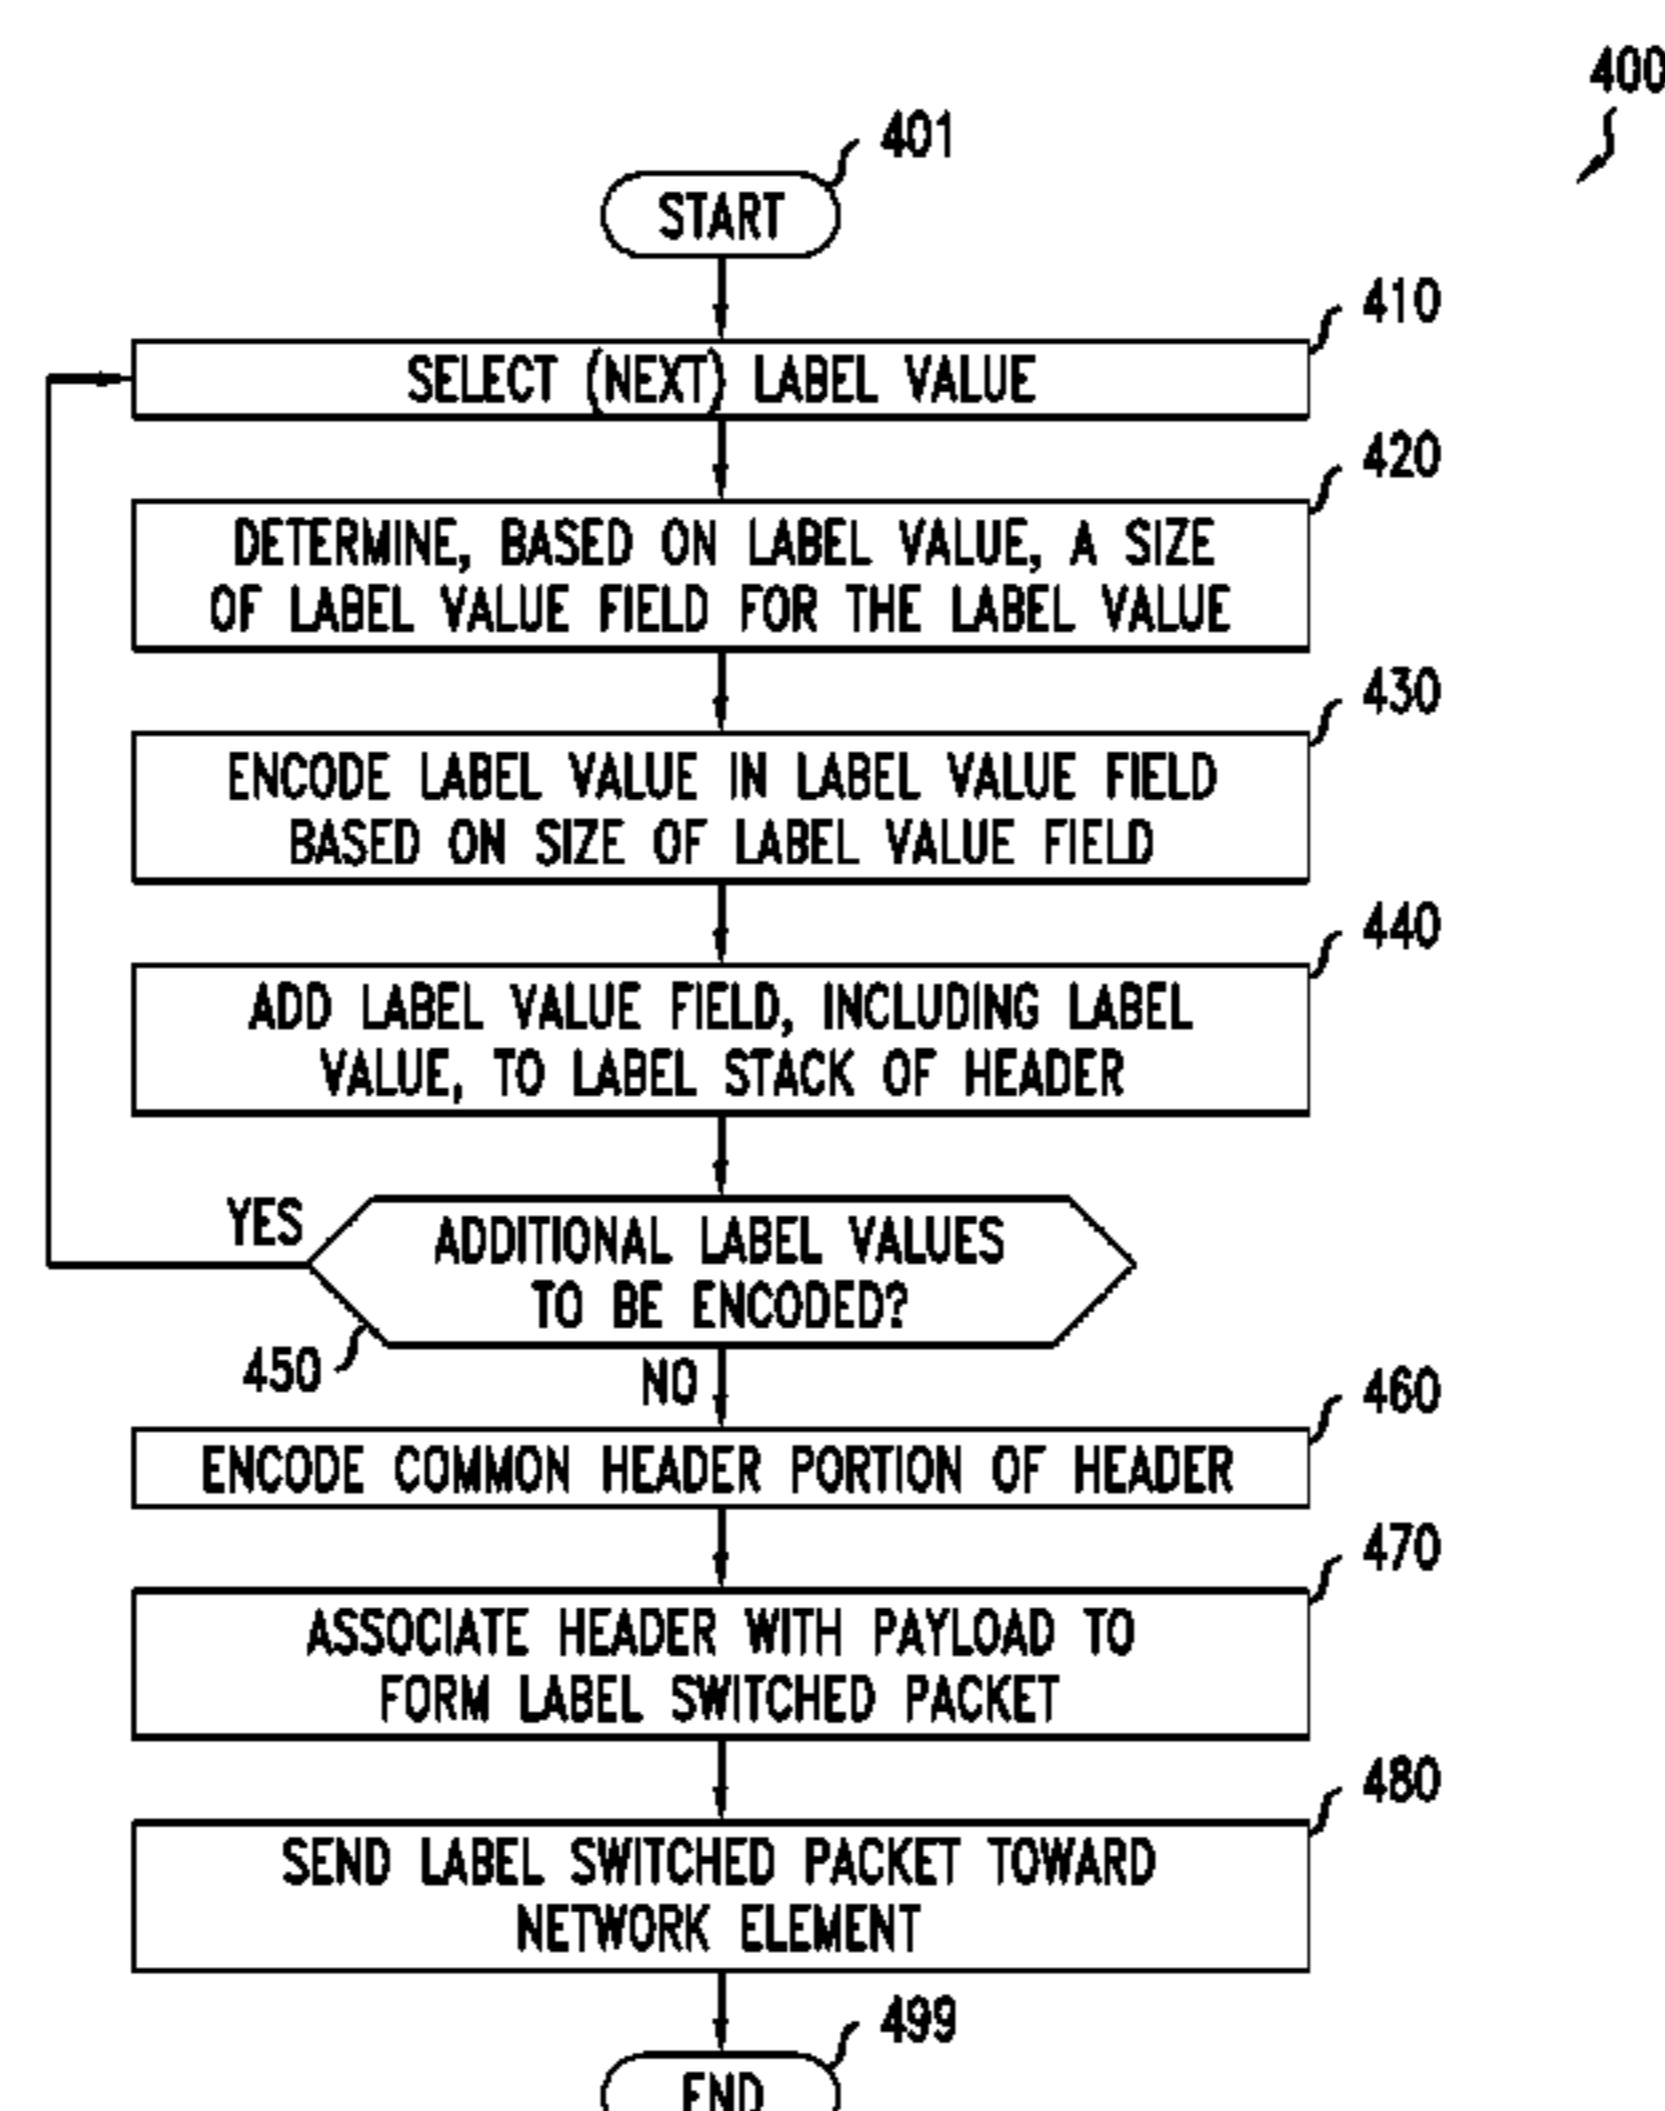 400
401
START
410
SELECT (NEXT) LABEL VALUE
420
DETERMINE, BASED ON LABEL VALUE, A SIZE
OF LABEL VALUE FIELD FOR THE LABEL VALUE
430
ENCODE LABEL VALUE IN LABEL VALUE FIELD
BASED ON SIZE OF LABEL VALUE FIELD
440
ADD LABEL VALUE FIELD, INCLUDING LABEL
VALUE, TO LABEL STACK OF HEADER
YES
ADDITIONAL LABEL VALUES
TO BE ENCODED?
450
NO
460
ENCODE COMMON HEADER PORTION OF HEADER
470
ASSOCIATE HEADER WITH PAYLOAD TO
FORM LABEL SWITCHED PACKET
480
SEND LABEL SWITCHED PACKET TOWARD
NETWORK ELEMENT
499
END